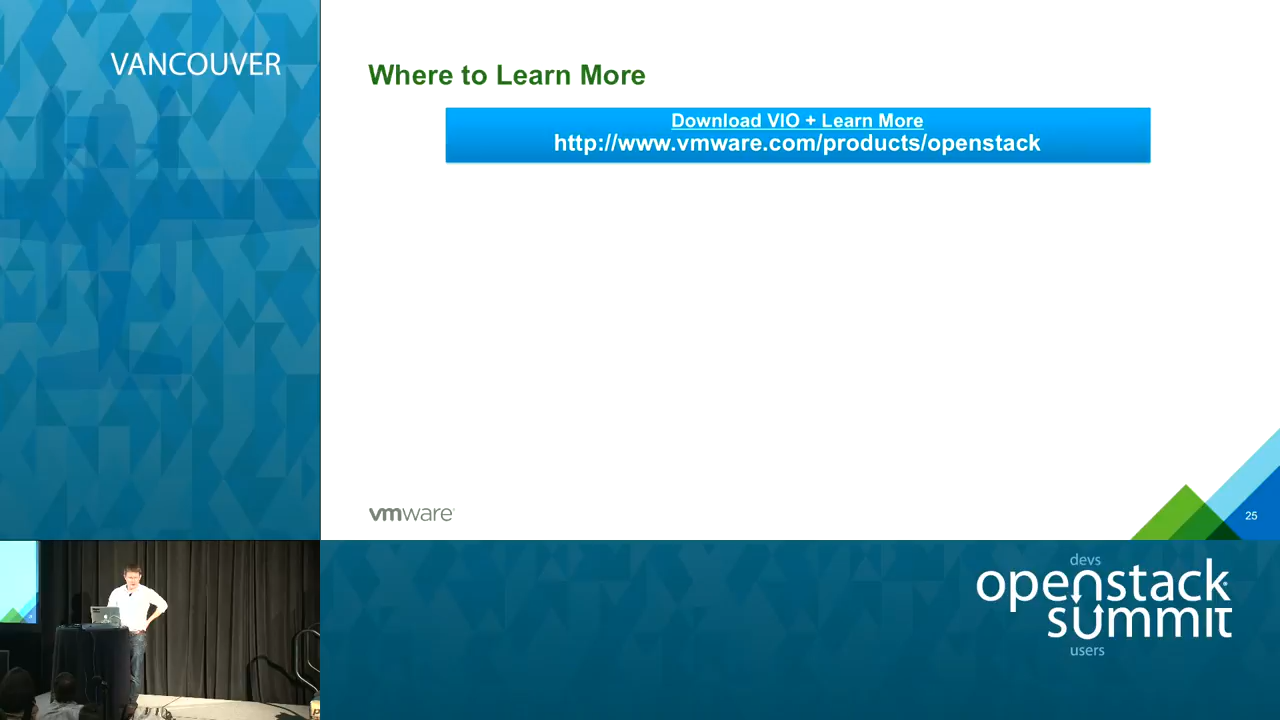 VANCOUVER
Where to Learn More
Download VIO + Learn More
http://www.vmware.com/products/openstack
vmware
25
devs
openstack
summit
users